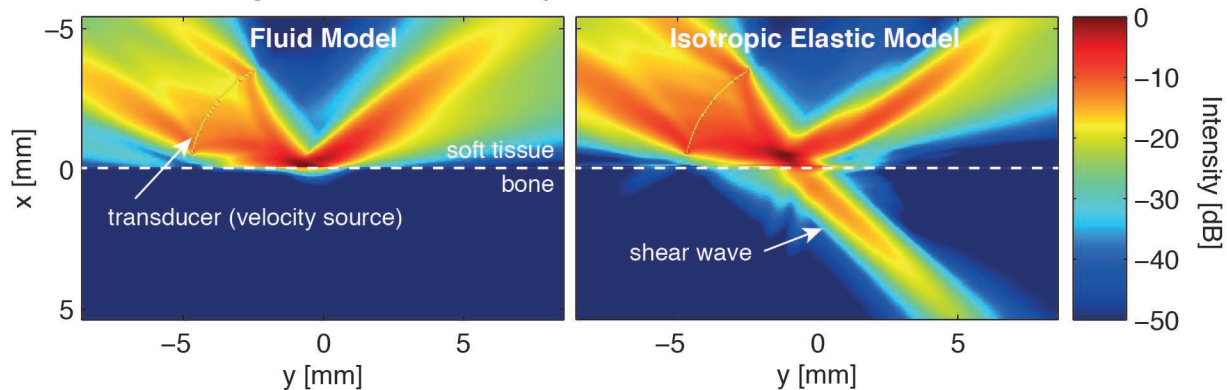 Fluid Model
Isotropic Elastic Model
−5
0
5
x [mm]
soft tissue
bone
transducer (velocity source)
shear wave
−5
0
5
y [mm]
−5
0
5
y [mm]
0
−10
−20
−30
−40
−50
Intensity [dB]